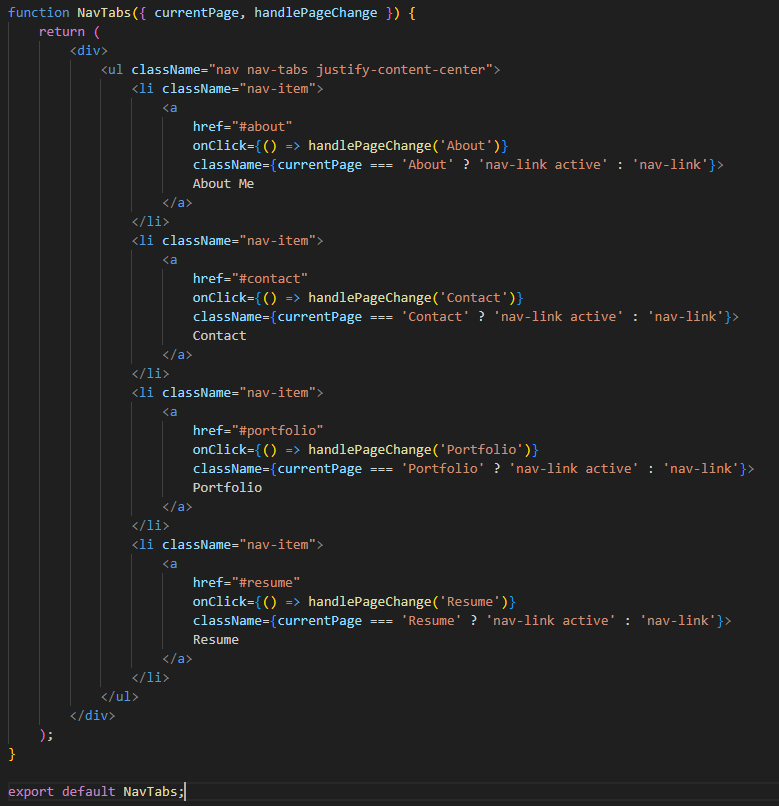 function NavTabs({ currentPage, handlePageChange }) {
    return (
        <div>
            <ul className="nav nav-tabs justify-content-center">
                <li className="nav-item">
                    <a
                        href="#about"
                        onClick={() => handlePageChange('About')}
                        className={currentPage === 'About' ? 'nav-link active' : 'nav-link'}>
                        About Me
                    </a>
                </li>
                <li className="nav-item">
                    <a
                        href="#contact"
                        onClick={() => handlePageChange('Contact')}
                        className={currentPage === 'Contact' ? 'nav-link active' : 'nav-link'}>
                        Contact
                    </a>
                </li>
                <li className="nav-item">
                    <a
                        href="#portfolio"
                        onClick={() => handlePageChange('Portfolio')}
                        className={currentPage === 'Portfolio' ? 'nav-link active' : 'nav-link'}>
                        Portfolio
                    </a>
                </li>
                <li className="nav-item">
                    <a
                        href="#resume"
                        onClick={() => handlePageChange('Resume')}
                        className={currentPage === 'Resume' ? 'nav-link active' : 'nav-link'}>
                        Resume
                    </a>
                </li>
            </ul>
        </div>
    );
}

export default NavTabs;